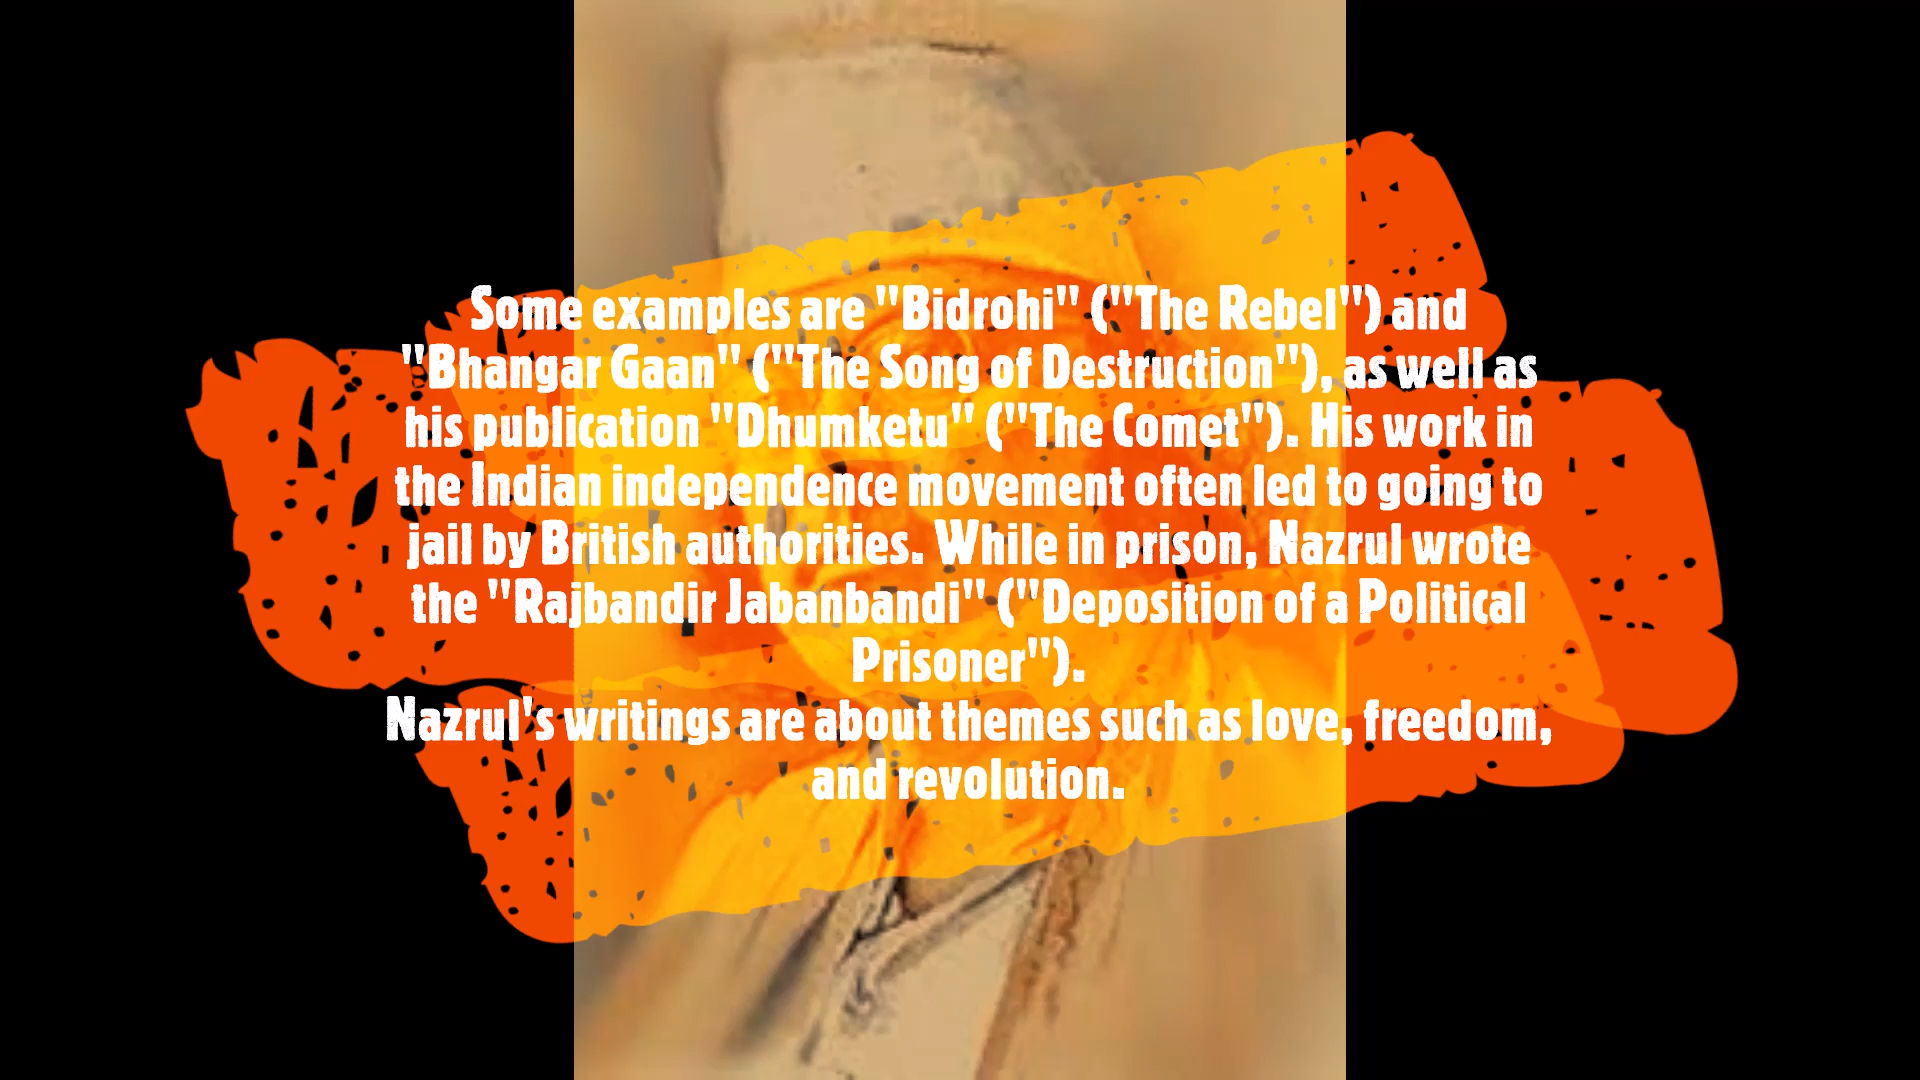 Some examples are "Bidrohi" ("The Rebel") and
"Bhangar Gaan" ("The Song of Destruction"), as well as
his publication "Dhumketu" ("The Comet"). His work in
the Indian independence movement often led to going to
jail by British authorities. While in prison, Nazrul wrote
the "Rajbandir Jabanbandi" ("Deposition of a Political
Prisoner").
Nazrul's writings are about themes such as love, freedom,
and revolution.